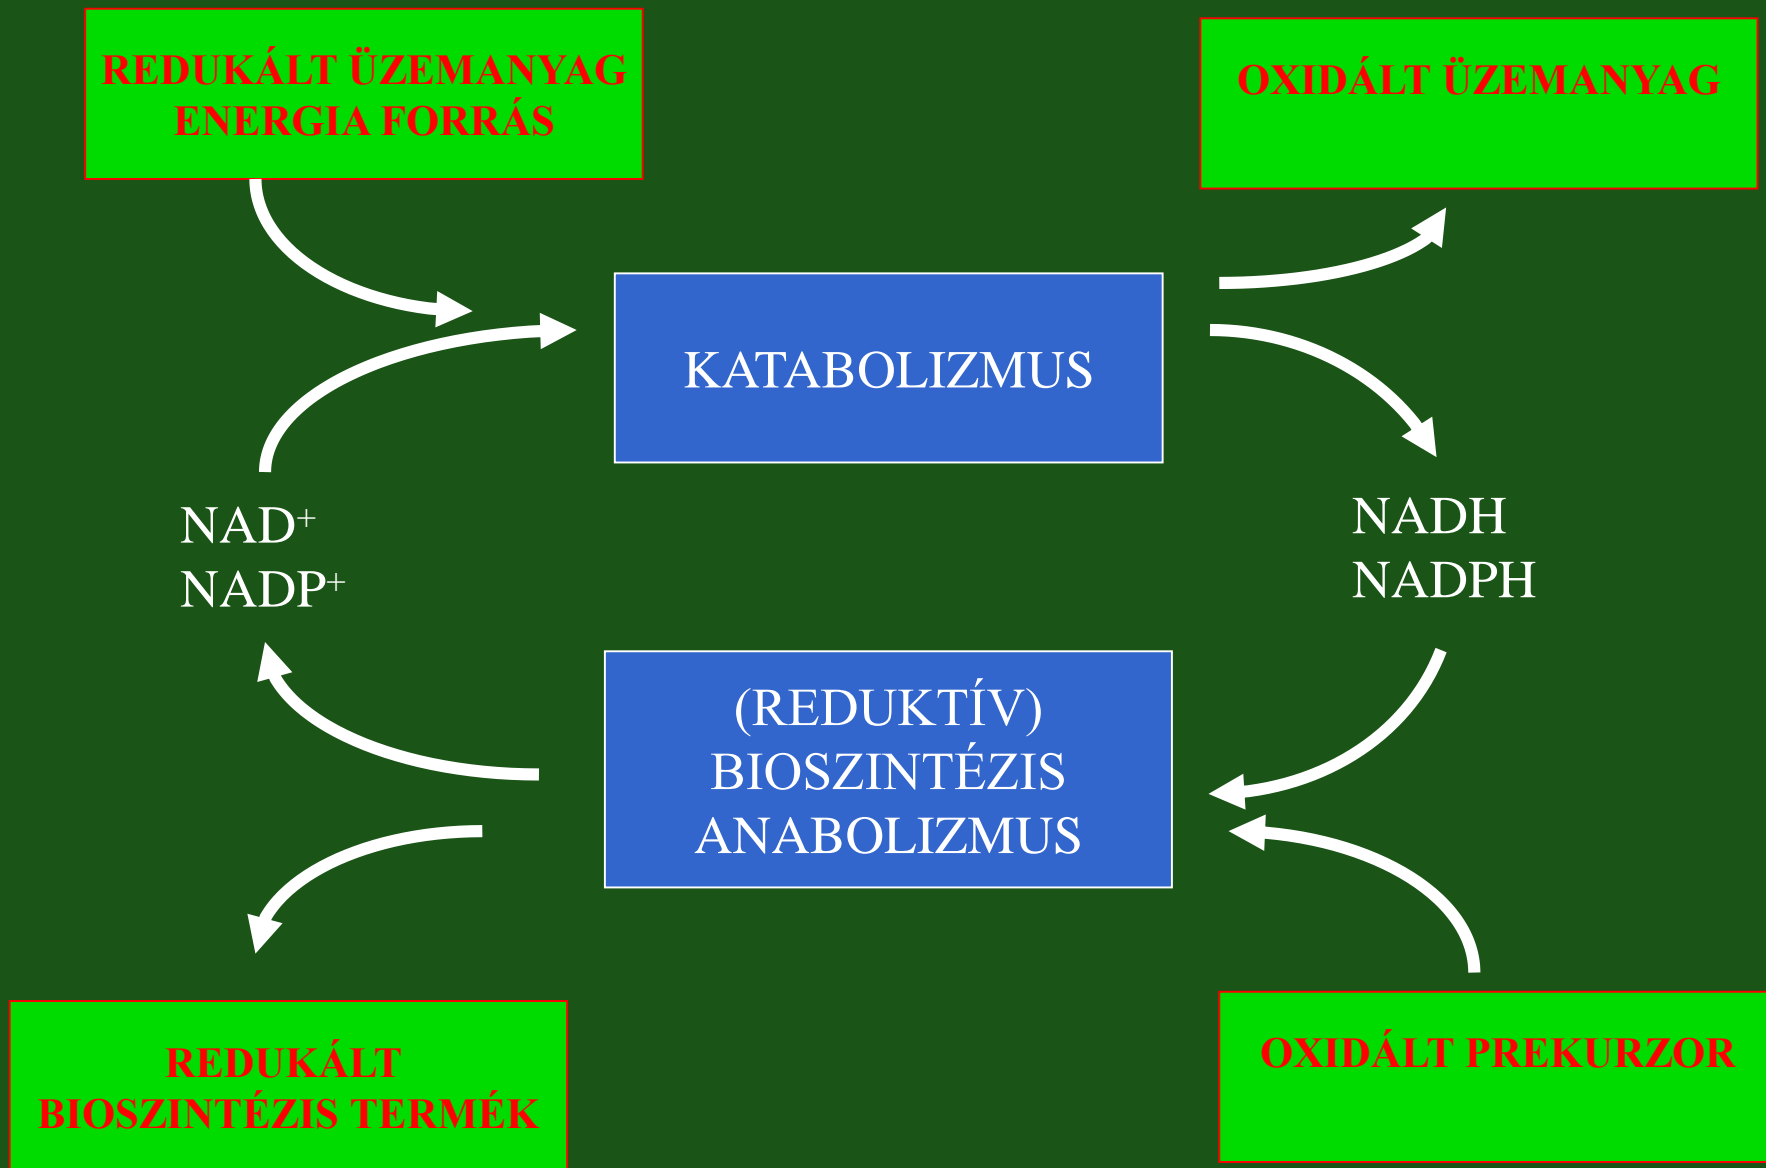 REDUKÁLT ÜZEMANYAG
ENERGIA FORRÁS
OXIDÁLT ÜZEMANYAG
KATABOLIZMUS
NAD⁺
NADP⁺
NADH
NADPH
(REDUKTÍV)
BIOSZINTÉZIS
ANABOLIZMUS
REDUKÁLT
BIOSZINTÉZIS TERMÉK
OXIDÁLT PREKURZOR